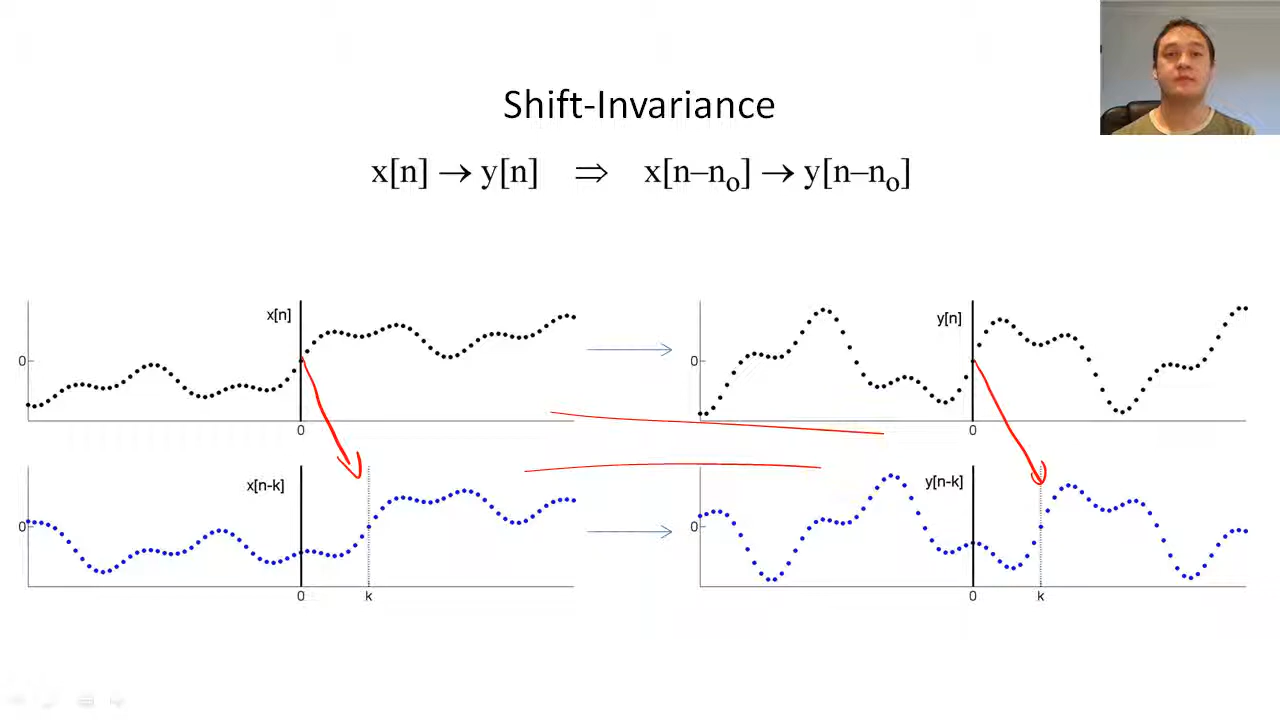 Shift-Invariance
x[n] → y[n] ⇒ x[n–nₒ] → y[n–nₒ]
x[n]
0
0
y[n]
0
0
x[n-k]
0
0 k
y[n-k]
0
0 k